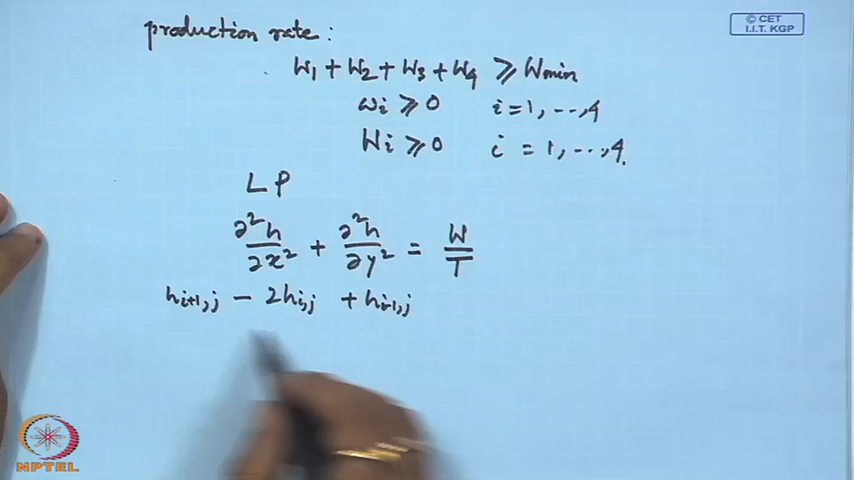 © CET
I.I.T. KGP
production rate:
W₁ + W₂ + W₃ + W₄ ≥ Wmin
wᵢ ≥ 0 i = 1, ..., 4
Wᵢ ≥ 0 i = 1, ..., 4.
LP
∂²h/∂x² + ∂²h/∂y² = W/T
hᵢ₊₁,ⱼ - 2hᵢ,ⱼ + hᵢ₋₁,ⱼ
NPTEL